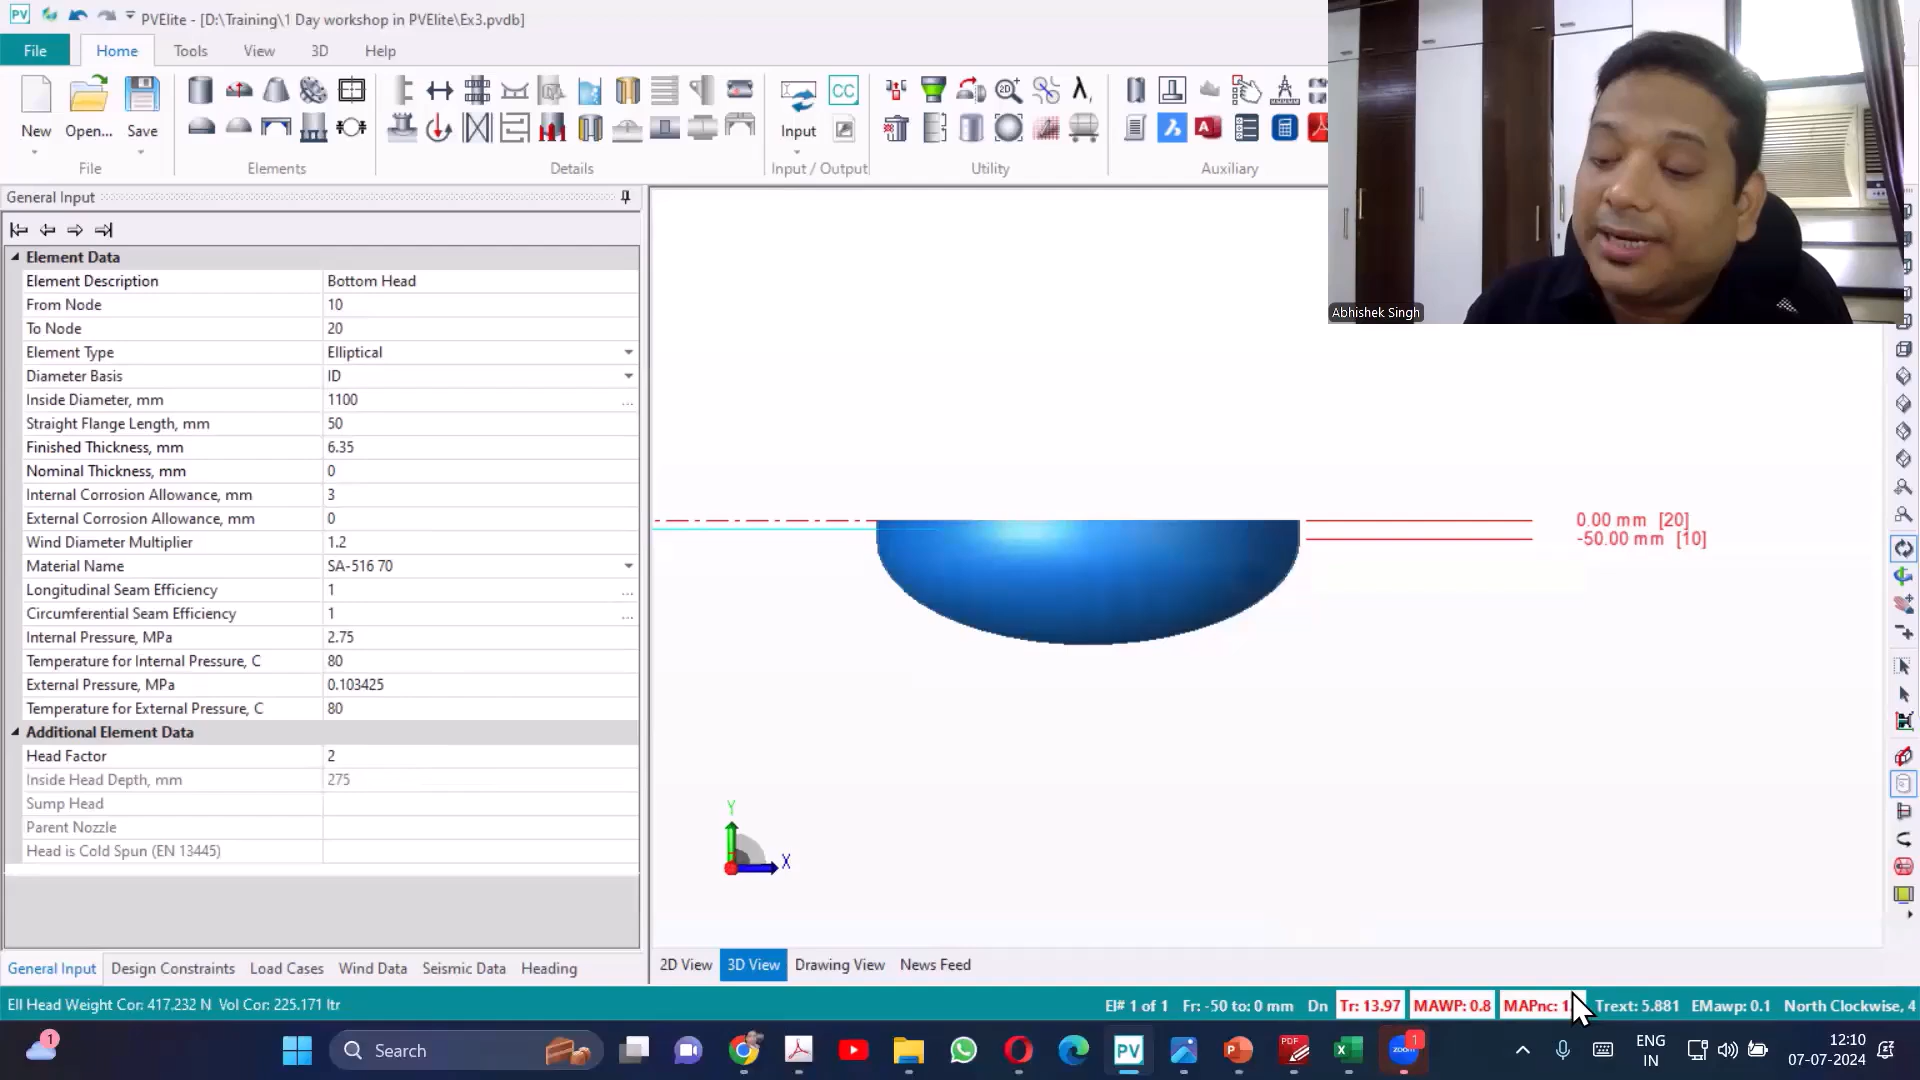 PV PVElite - [D:\Training\1 Day workshop in PVElite\Ex3.pvdb]
File Home Tools View 3D Help
New Open... Save Input CC
File Elements Details Input / Output Utility Auxiliary
General Input
Element Data
Element Description Bottom Head
From Node 10
To Node 20
Element Type Elliptical
Diameter Basis ID
Inside Diameter, mm 1100 ...
Straight Flange Length, mm 50
Finished Thickness, mm 6.35
Nominal Thickness, mm 0
Internal Corrosion Allowance, mm 3
External Corrosion Allowance, mm 0
Wind Diameter Multiplier 1.2
Material Name SA-516 70
Longitudinal Seam Efficiency 1 ...
Circumferential Seam Efficiency 1 ...
Internal Pressure, MPa 2.75
Temperature for Internal Pressure, C 80
External Pressure, MPa 0.103425
Temperature for External Pressure, C 80
Additional Element Data
Head Factor 2
Inside Head Depth, mm 275
Sump Head
Parent Nozzle
Head is Cold Spun (EN 13445)
Abhishek Singh
0.00 mm [20]
-50.00 mm [10]
Y
X
General Input Design Constraints Load Cases Wind Data Seismic Data Heading
2D View 3D View Drawing View News Feed
Ell Head Weight Cor: 417.232 N Vol Cor: 225.171 ltr El# 1 of 1 Fr: -50 to: 0 mm Dn Tr: 13.97 MAWP: 0.8 MAPnc: 1 Trext: 5.881 EMawp: 0.1 North Clockwise, 4
1 Search PV PDF zoom 1 ENG 12:10
IN 07-07-2024